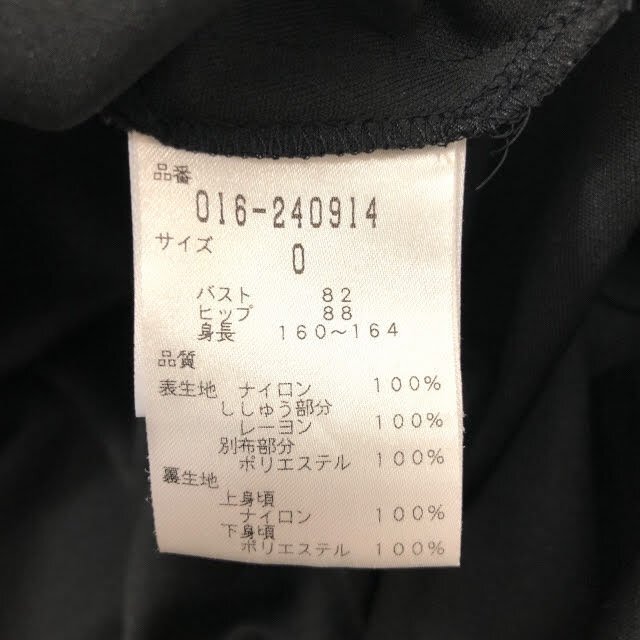 品番
016-240914
サイズ
0
バスト 82
ヒップ 88
身長 160～164
品質
表生地 ナイロン 100%
ししゅう部分
レーヨン 100%
別布部分
ポリエステル 100%
裏生地
上身頃
ナイロン 100%
下身頃
ポリエステル 100%